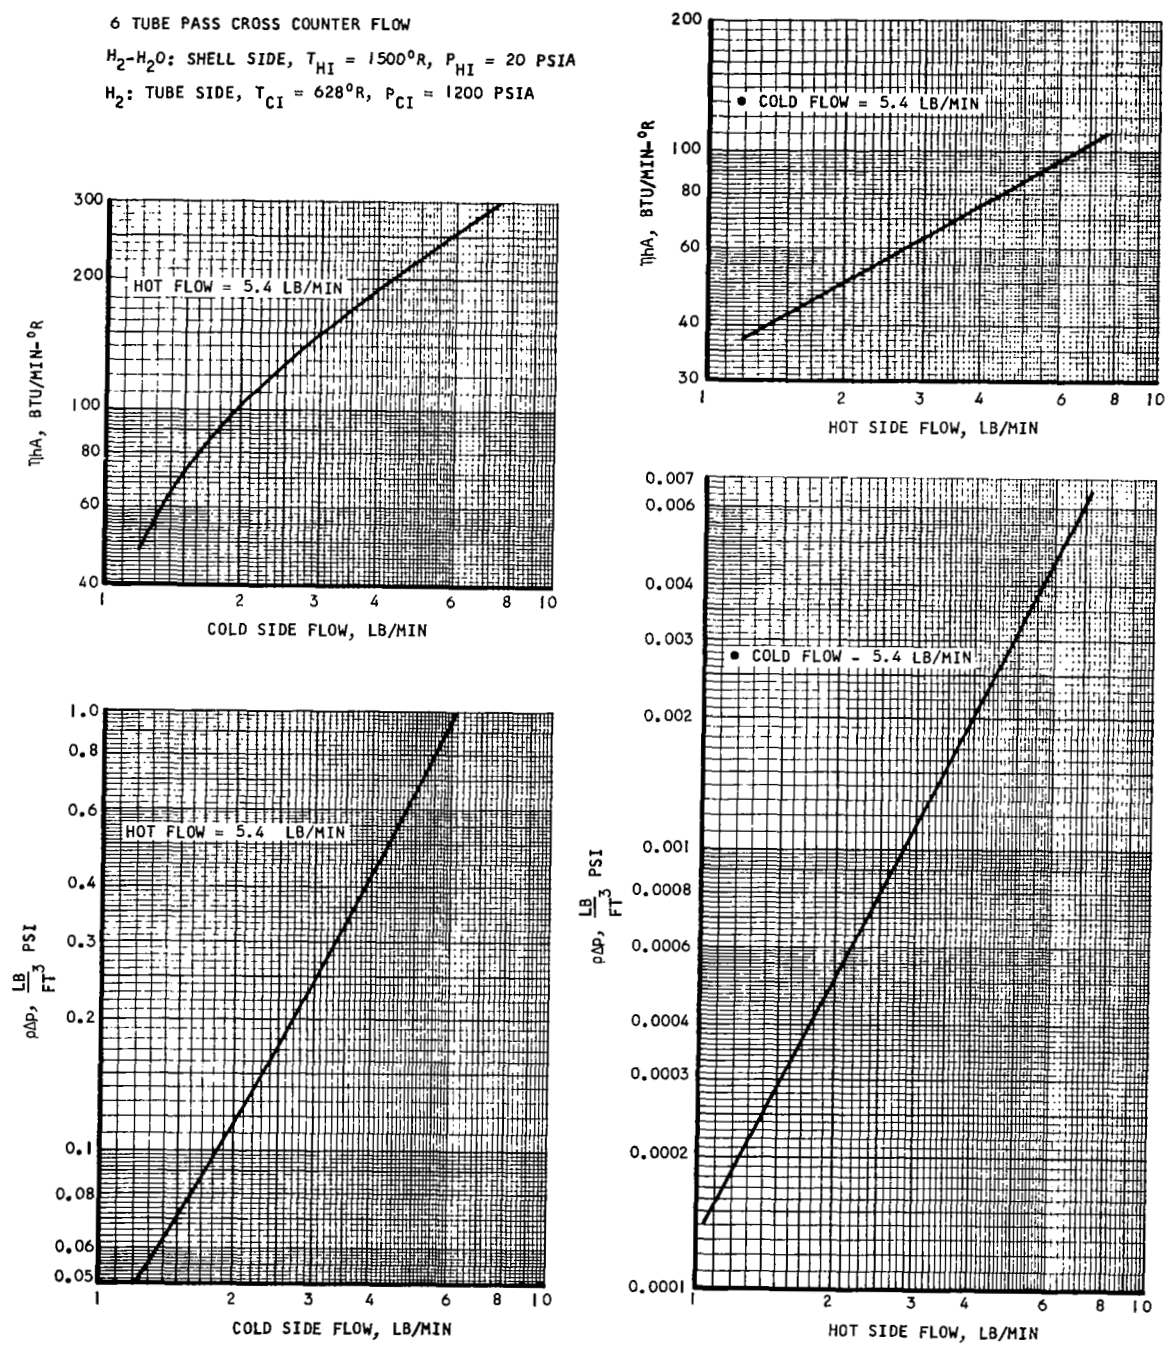 6 TUBE PASS CROSS COUNTER FLOW
H2-H2O: SHELL SIDE, THI = 1500°R, PHI = 20 PSIA
H2: TUBE SIDE, TCI = 628°R, PCI = 1200 PSIA
300
200
100
80
60
40
ηhA, BTU/MIN-°R
HOT FLOW = 5.4 LB/MIN
1 2 3 4 6 8 10
COLD SIDE FLOW, LB/MIN
200
100
80
60
40
30
ηhA, BTU/MIN-°R
• COLD FLOW = 5.4 LB/MIN
1 2 3 4 6 8 10
HOT SIDE FLOW, LB/MIN
1.0
0.8
0.6
0.4
0.3
0.2
0.1
0.08
0.06
0.05
ρΔP, LB/FT3 PSI
HOT FLOW = 5.4 LB/MIN
1 2 3 4 6 8 10
COLD SIDE FLOW, LB/MIN
0.007
0.006
0.004
0.003
0.002
0.001
0.0008
0.0006
0.0004
0.0003
0.0002
0.0001
ρΔP, LB/FT3 PSI
• COLD FLOW - 5.4 LB/MIN
1 2 3 4 6 8 10
HOT SIDE FLOW, LB/MIN